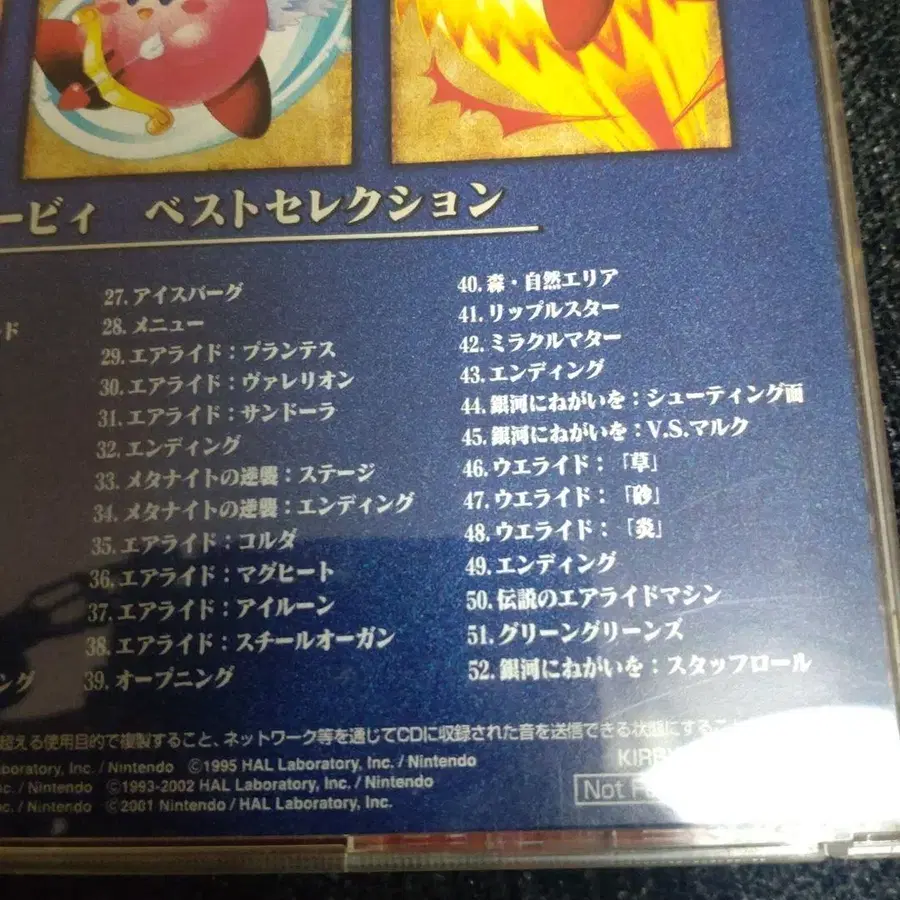 ービィ ベストセレクション
ド
ング
27. アイスバーグ
28. メニュー
29. エアライド：プランテス
30. エアライド：ヴァレリオン
31. エアライド：サンドーラ
32. エンディング
33. メタナイトの逆襲：ステージ
34. メタナイトの逆襲：エンディング
35. エアライド：コルダ
36. エアライド：マグヒート
37. エアライド：アイルーン
38. エアライド：スチールオーガン
39. オープニング
40. 森・自然エリア
41. リップルスター
42. ミラクルマター
43. エンディング
44. 銀河にねがいを：シューティング面
45. 銀河にねがいを：V.S.マルク
46. ウエライド：「草」
47. ウエライド：「砂」
48. ウエライド：「炎」
49. エンディング
50. 伝説のエアライドマシン
51. グリーングリーンズ
52. 銀河にねがいを：スタッフロール
超える使用目的で複製すること、ネットワーク等を通じてCDに収録された音を送信できる状態にすること
boratory, Inc. / Nintendo ©1995 HAL Laboratory, Inc. / Nintendo
c. / Nintendo ©1993-2002 HAL Laboratory, Inc. / Nintendo
c. / Nintendo ©2001 Nintendo / HAL Laboratory, Inc.
KIRBY
Not F